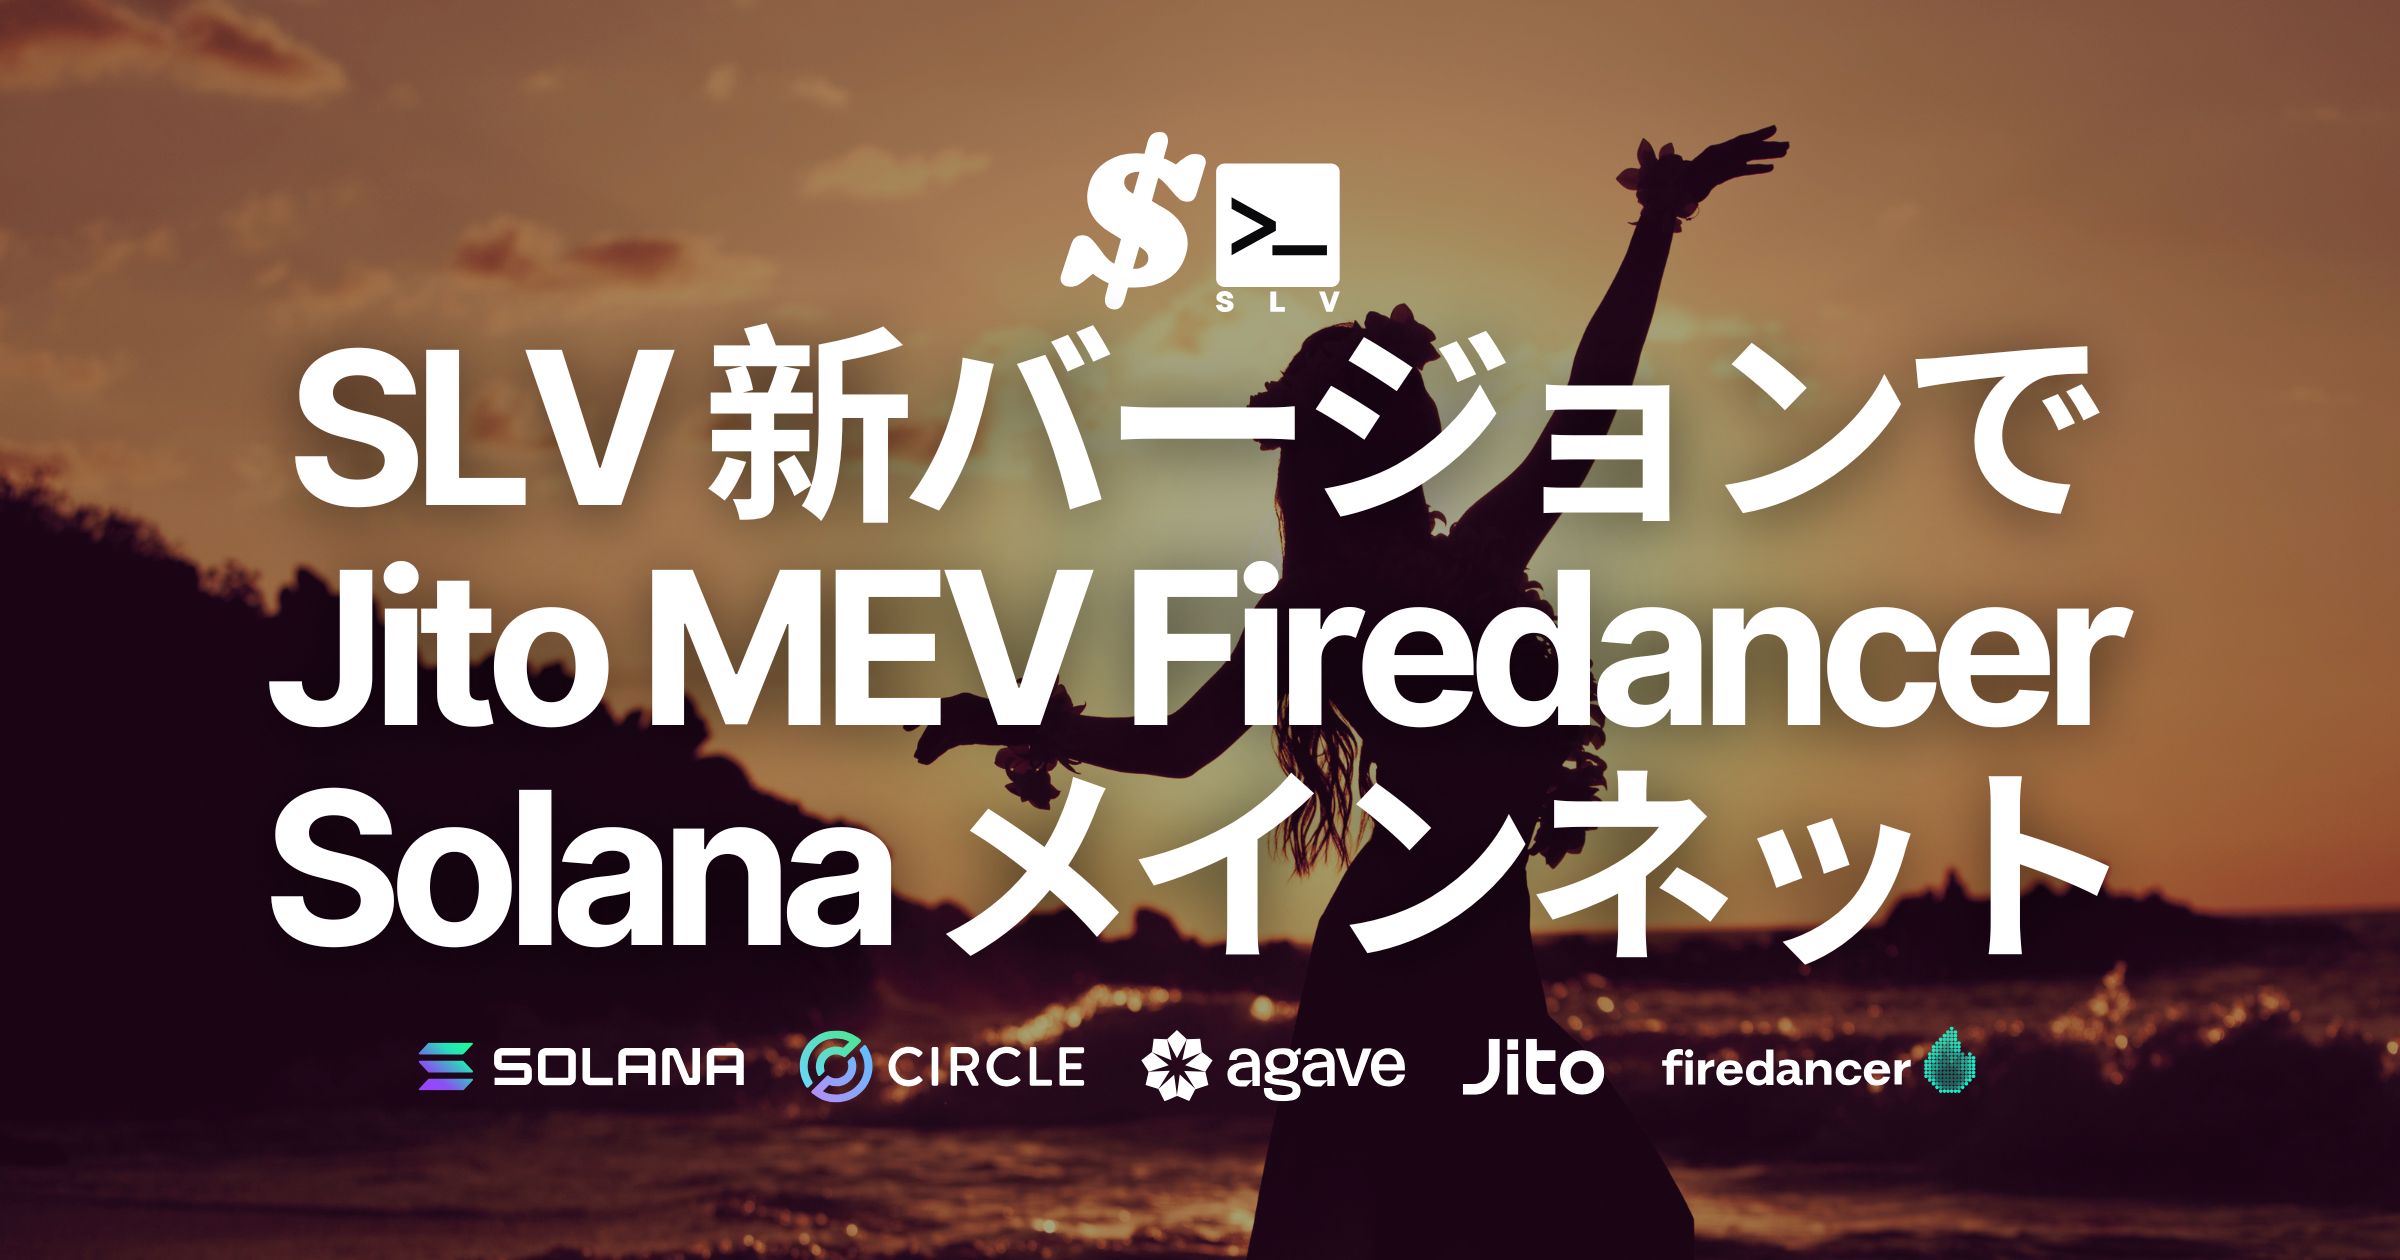 $ >_
SLV
SLV 新バージョンで
Jito MEV Firedancer
Solana メインネット
SOLANA CIRCLE agave Jito firedancer